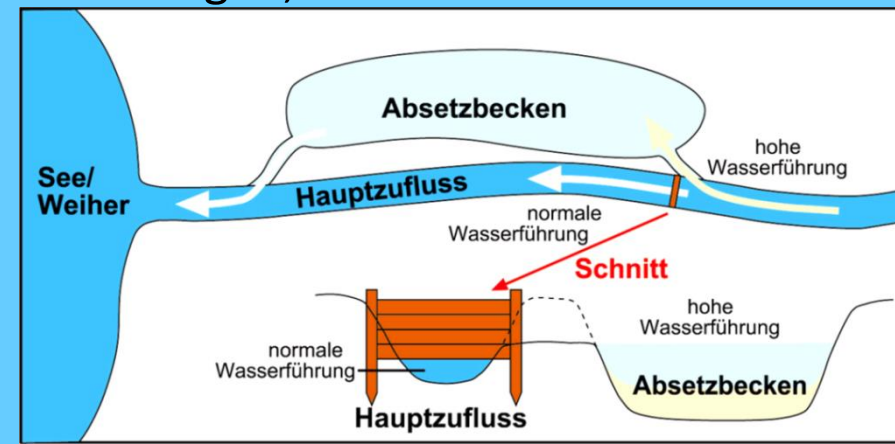 Absetzbecken
hohe
Wasserführung
See/
Weiher
Hauptzufluss
normale
Wasserführung
Schnitt
hohe
Wasserführung
normale
Wasserführung
Absetzbecken
Hauptzufluss